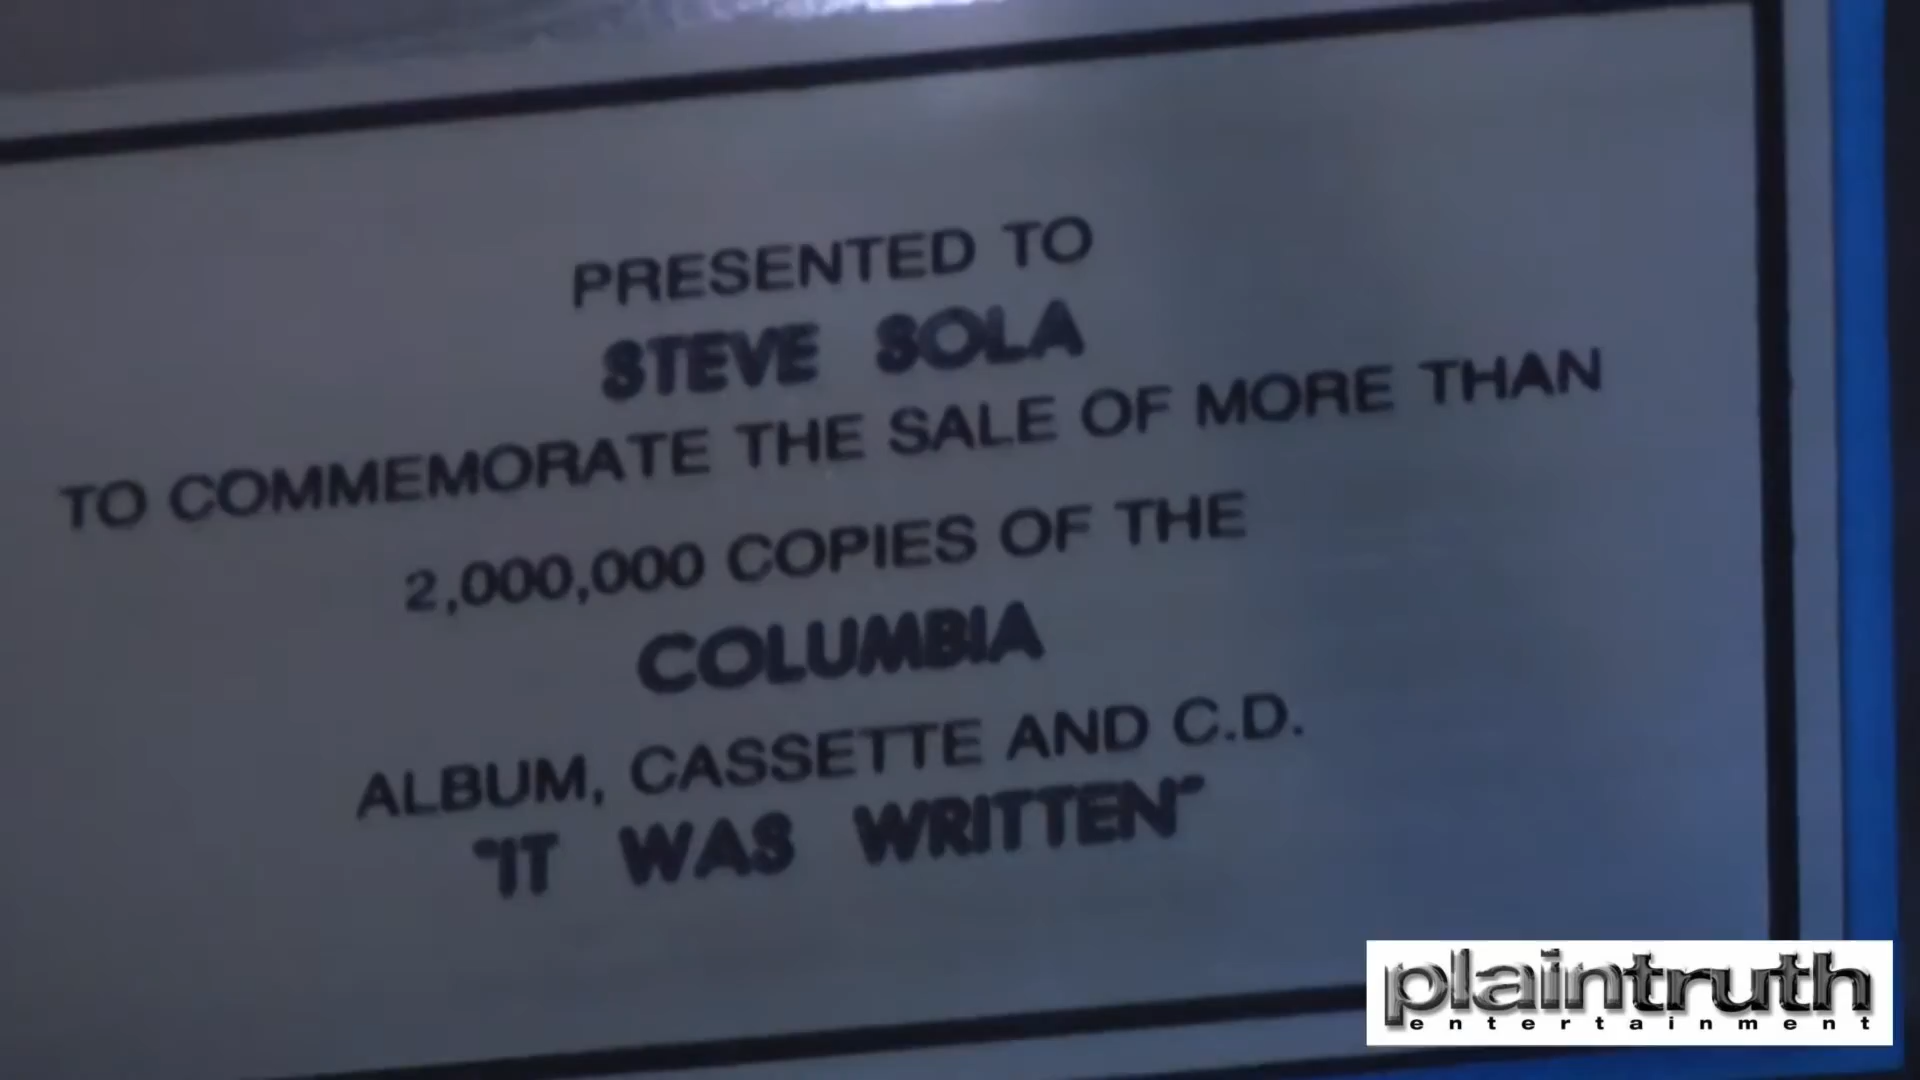 PRESENTED TO
STEVE SOLA
TO COMMEMORATE THE SALE OF MORE THAN
2,000,000 COPIES OF THE
COLUMBIA
ALBUM, CASSETTE AND C.D.
"IT WAS WRITTEN"
plaintruth
entertainment